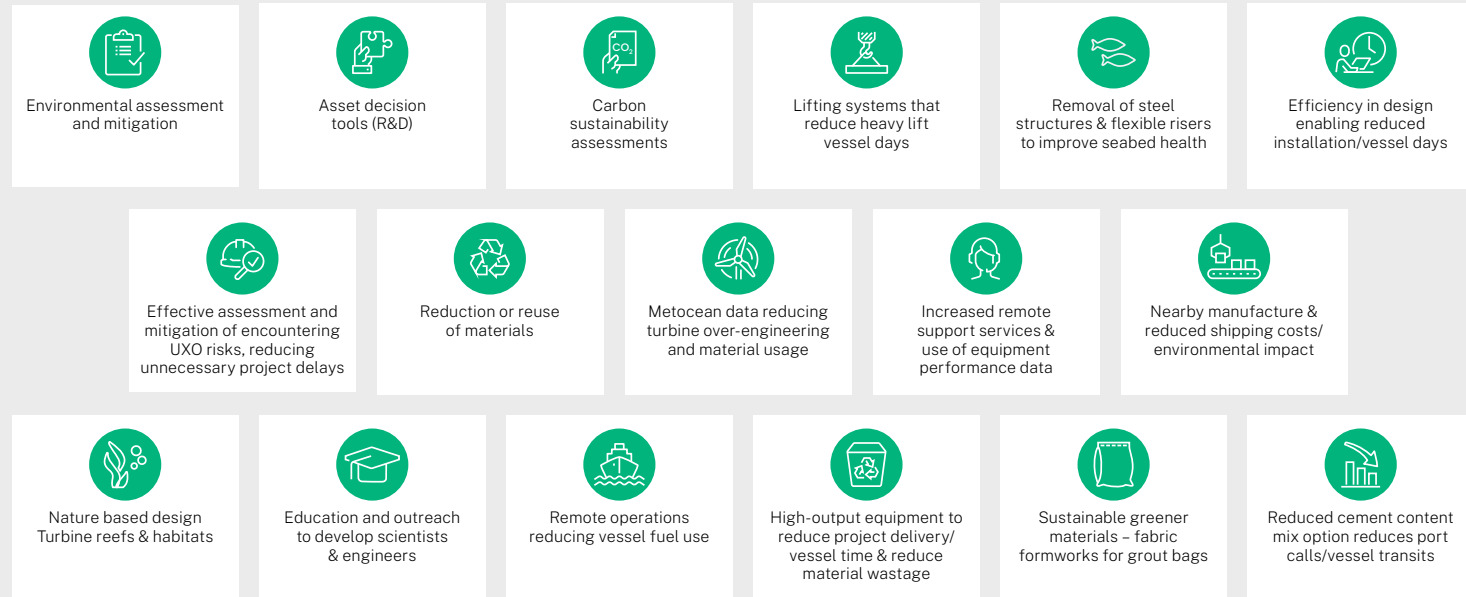 Environmental assessment
and mitigation
Asset decision
tools (R&D)
CO₂
Carbon
sustainability
assessments
Lifting systems that
reduce heavy lift
vessel days
Removal of steel
structures & flexible risers
to improve seabed health
Efficiency in design
enabling reduced
installation/vessel days
Effective assessment and
mitigation of encountering
UXO risks, reducing
unnecessary project delays
Reduction or reuse
of materials
Metocean data reducing
turbine over-engineering
and material usage
Increased remote
support services &
use of equipment
performance data
Nearby manufacture &
reduced shipping costs/
environmental impact
Nature based design
Turbine reefs & habitats
Education and outreach
to develop scientists
& engineers
Remote operations
reducing vessel fuel use
High-output equipment to
reduce project delivery/
vessel time & reduce
material wastage
Sustainable greener
materials – fabric
formworks for grout bags
Reduced cement content
mix option reduces port
calls/vessel transits